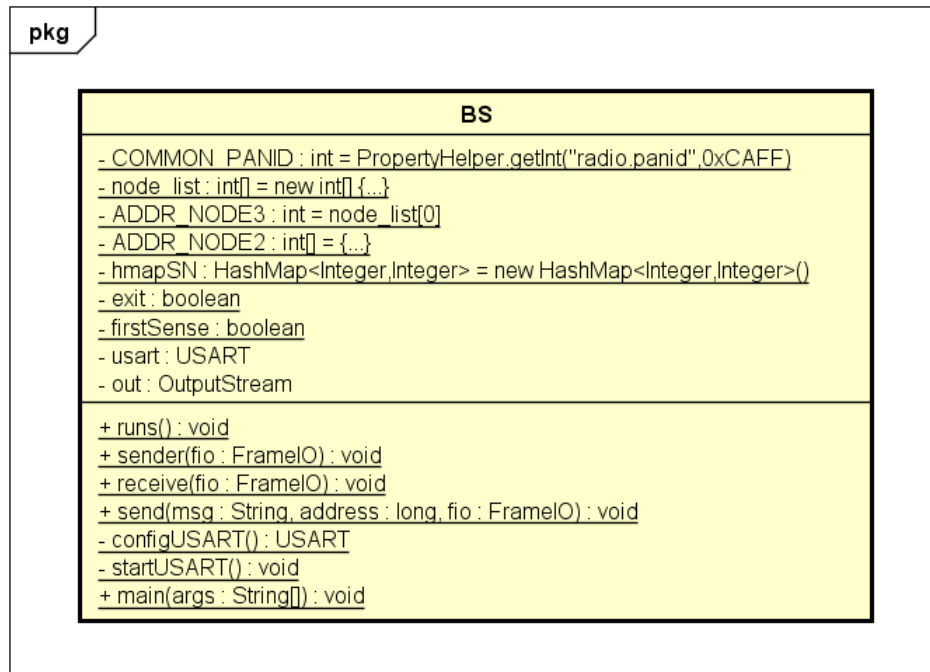 pkg
BS
- COMMON_PANID : int = PropertyHelper.getInt("radio.panid",0xCAFF)
- node_list : int[] = new int[] {...}
- ADDR_NODE3 : int = node_list[0]
- ADDR_NODE2 : int[] = {...}
- hmapSN : HashMap<Integer,Integer> = new HashMap<Integer,Integer>()
- exit : boolean
- firstSense : boolean
- usart : USART
- out : OutputStream
+ runs() : void
+ sender(fio : FrameIO) : void
+ receive(fio : FrameIO) : void
+ send(msg : String, address : long, fio : FrameIO) : void
- configUSART() : USART
- startUSART() : void
+ main(args : String[]) : void